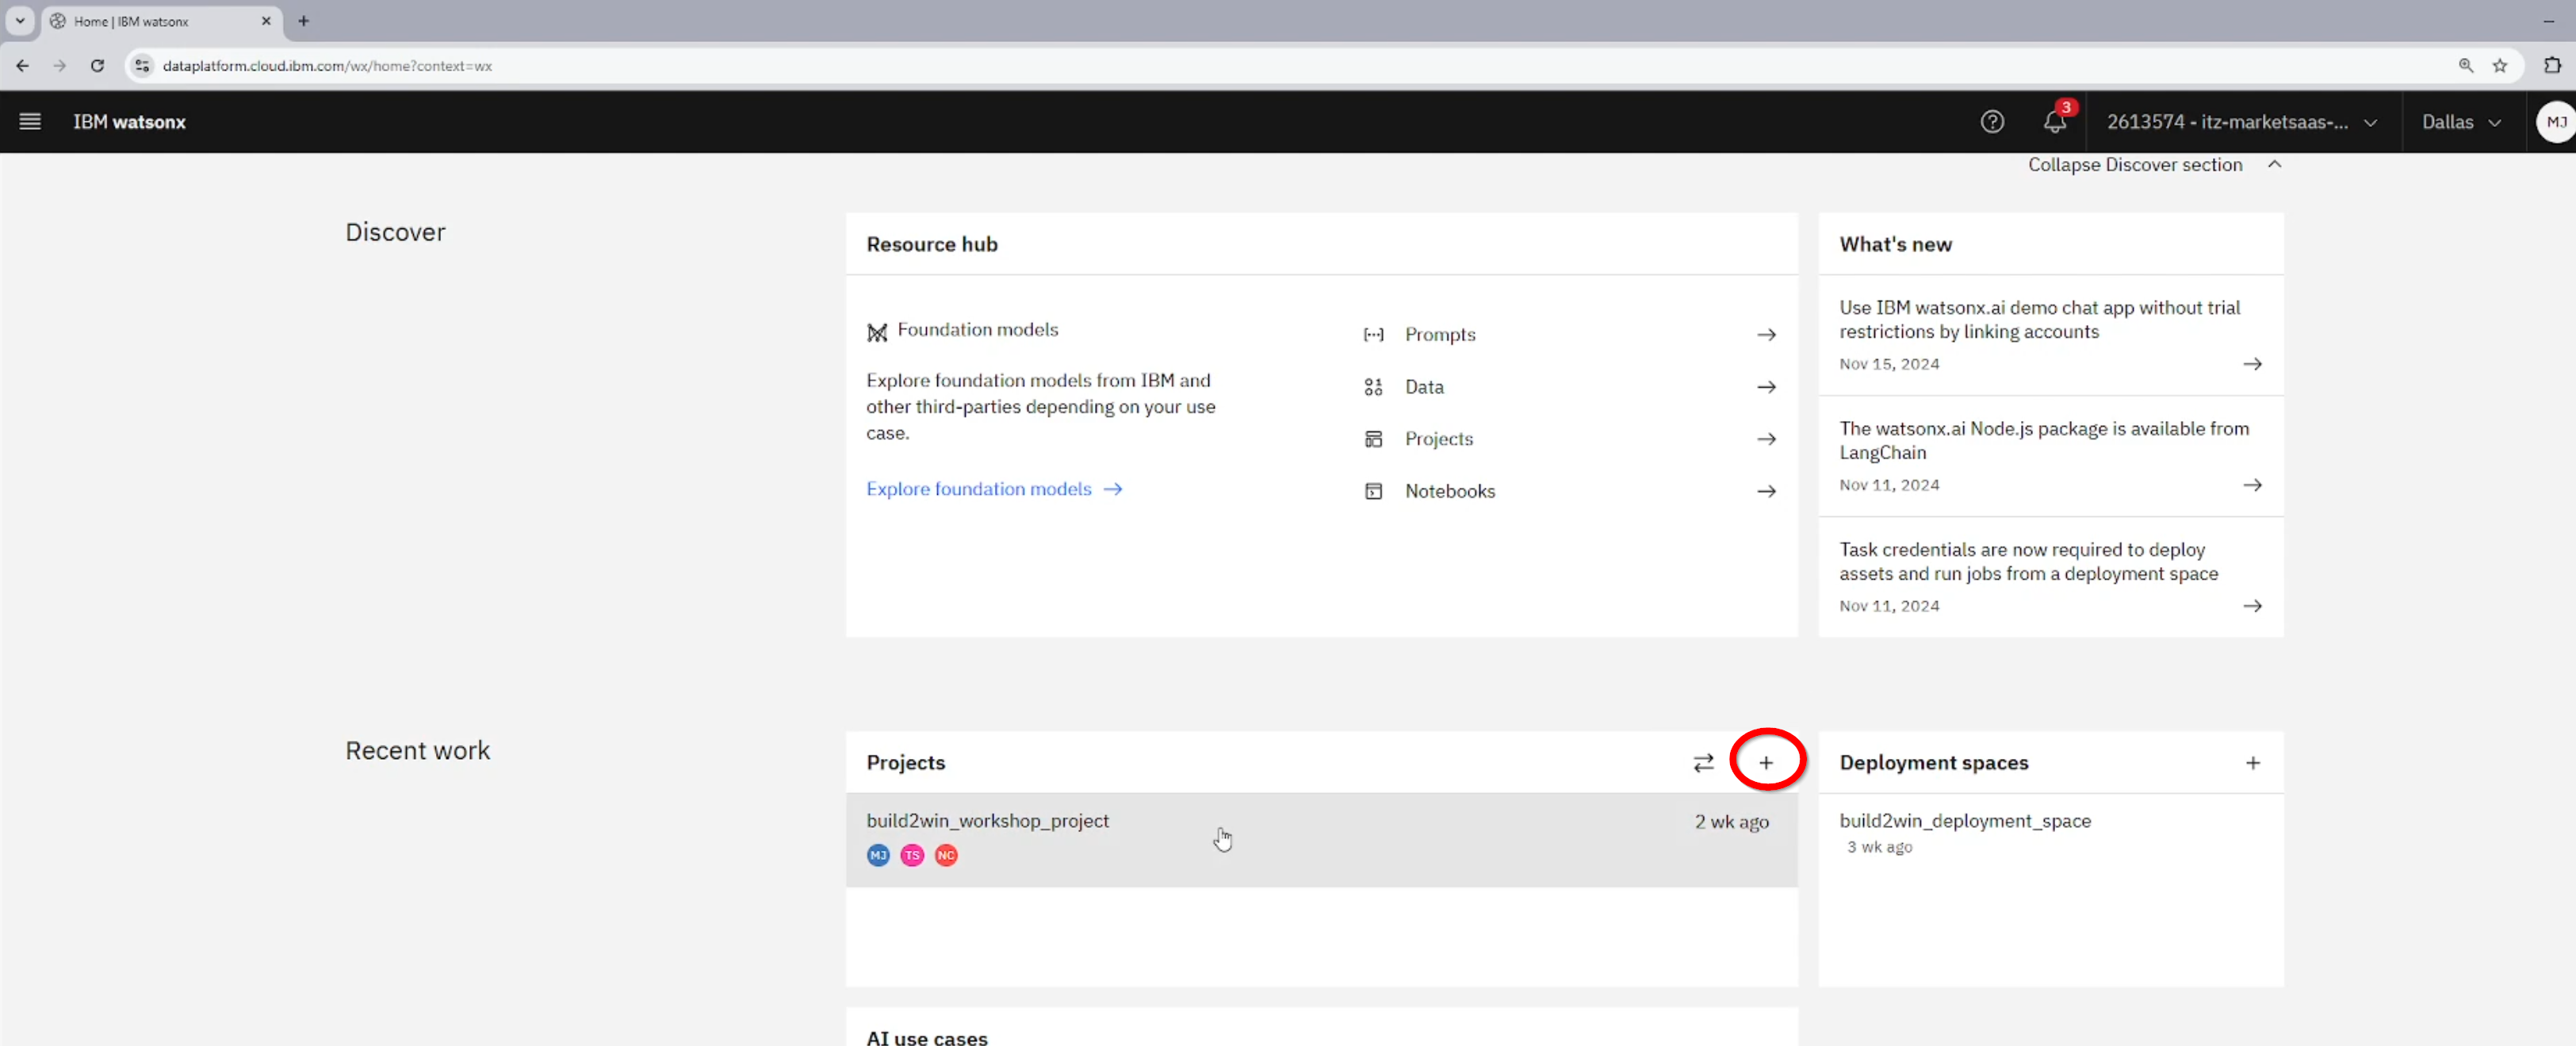 Home | IBM watsonx
dataplatform.cloud.ibm.com/wx/home?context=wx
IBM watsonx
3
2613574 - itz-marketsaas-...
Dallas
MJ
Collapse Discover section
Discover
Resource hub
Foundation models
Explore foundation models from IBM and
other third-parties depending on your use
case.
Explore foundation models
Prompts
Data
Projects
Notebooks
What's new
Use IBM watsonx.ai demo chat app without trial
restrictions by linking accounts
Nov 15, 2024
The watsonx.ai Node.js package is available from
LangChain
Nov 11, 2024
Task credentials are now required to deploy
assets and run jobs from a deployment space
Nov 11, 2024
Recent work
Projects
build2win_workshop_project
2 wk ago
MJ TS NC
Deployment spaces
build2win_deployment_space
3 wk ago
AI use cases